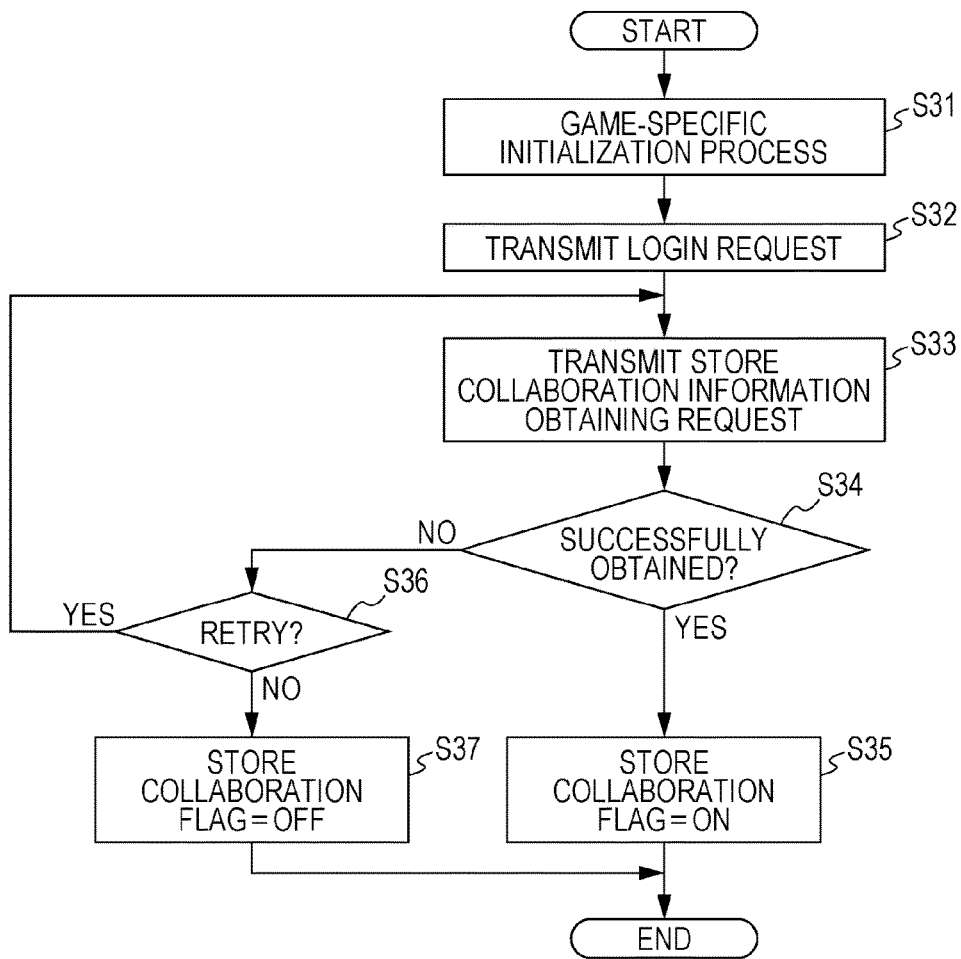 START
S31
GAME-SPECIFIC
INITIALIZATION PROCESS
S32
TRANSMIT LOGIN REQUEST
S33
TRANSMIT STORE
COLLABORATION INFORMATION
OBTAINING REQUEST
S34
SUCCESSFULLY
OBTAINED?
NO
YES
S36
RETRY?
YES
NO
S37
STORE
COLLABORATION
FLAG=OFF
S35
STORE
COLLABORATION
FLAG=ON
END